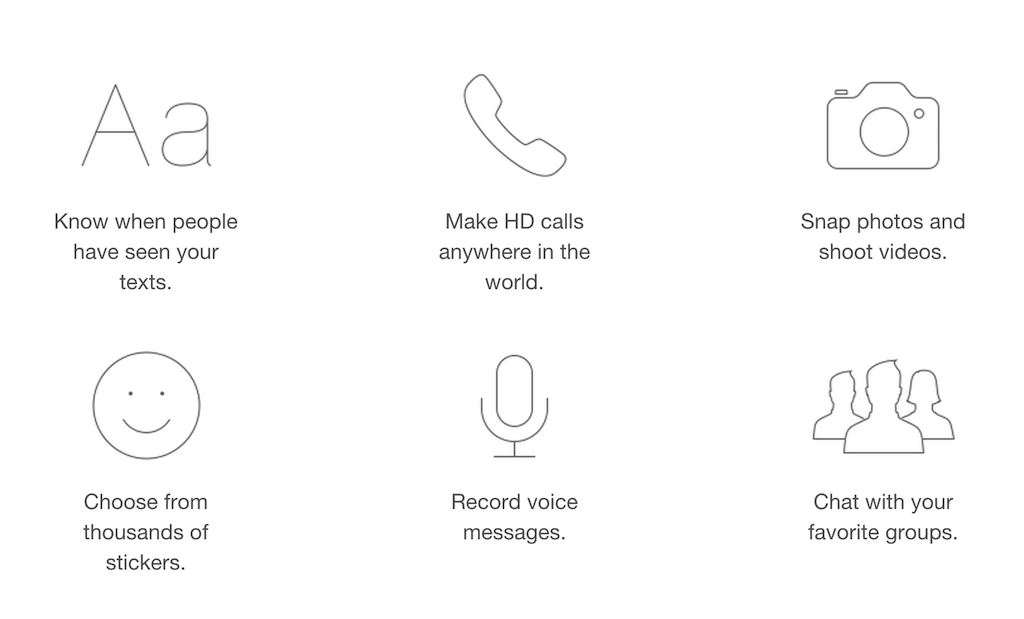 Aa
Know when people
have seen your
texts.
Make HD calls
anywhere in the
world.
Snap photos and
shoot videos.
Choose from
thousands of
stickers.
Record voice
messages.
Chat with your
favorite groups.